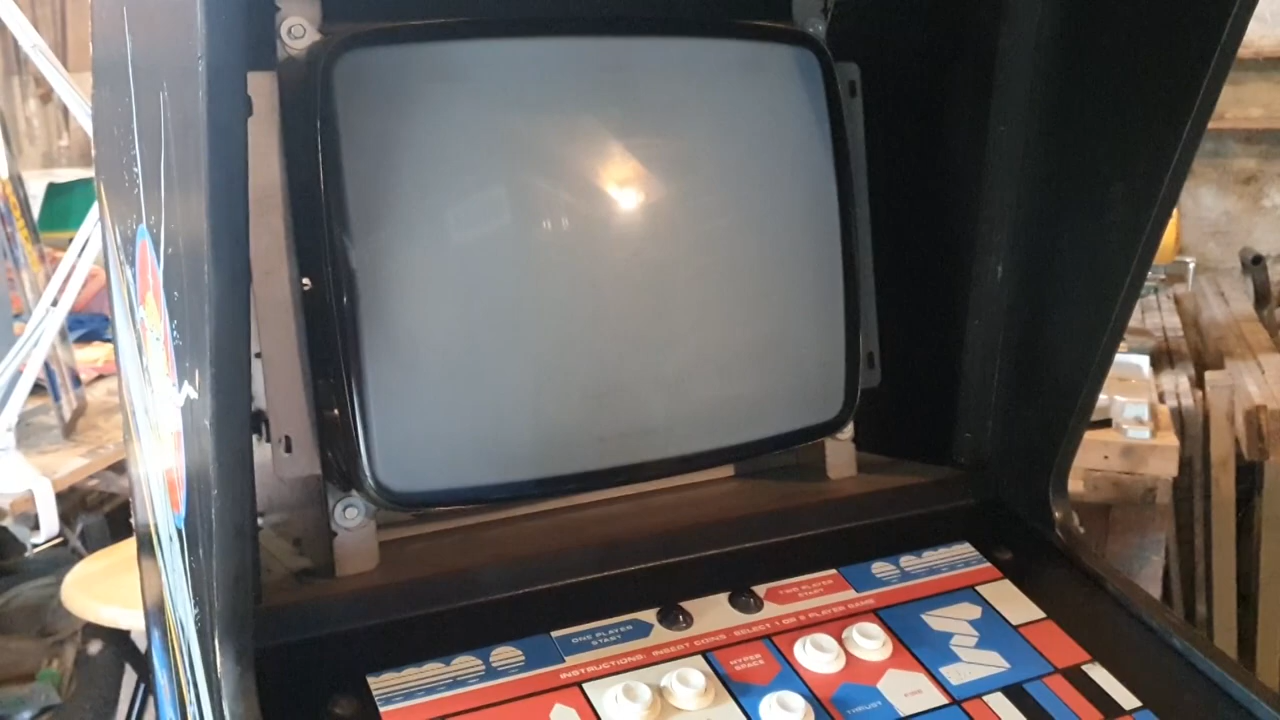 ONE PLAYER
START
TWO PLAYER
START
INSTRUCTIONS: INSERT COINS. SELECT 1 OR 2 PLAYER GAME
HYPER
SPACE
THRUST
FIRE